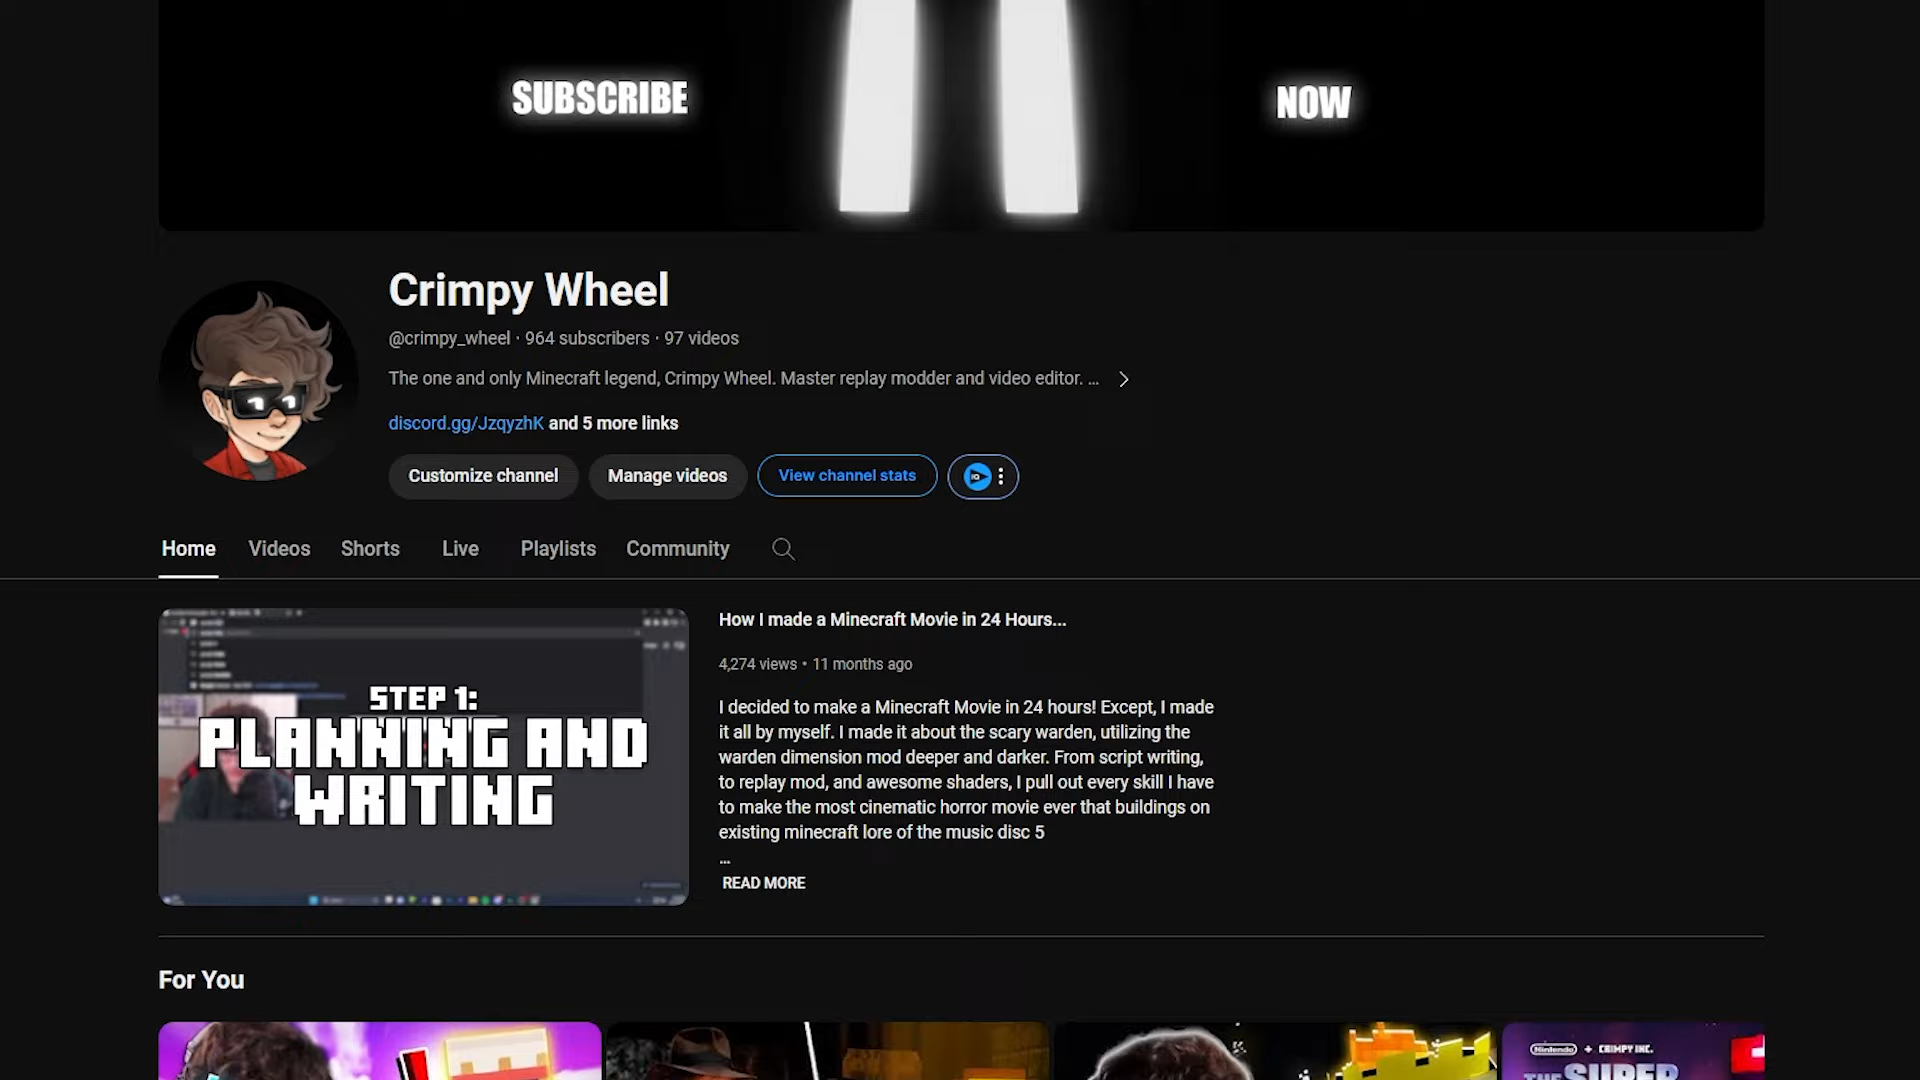 SUBSCRIBE NOW
Crimpy Wheel
@crimpy_wheel · 964 subscribers · 97 videos
The one and only Minecraft legend, Crimpy Wheel. Master replay modder and video editor. ...
discord.gg/JzqyzhK and 5 more links
Customize channel Manage videos View channel stats
Home Videos Shorts Live Playlists Community
STEP 1:
PLANNING AND
WRITING
How I made a Minecraft Movie in 24 Hours...
4,274 views • 11 months ago
I decided to make a Minecraft Movie in 24 hours! Except, I made
it all by myself. I made it about the scary warden, utilizing the
warden dimension mod deeper and darker. From script writing,
to replay mod, and awesome shaders, I pull out every skill I have
to make the most cinematic horror movie ever that buildings on
existing minecraft lore of the music disc 5
...
READ MORE
For You
Nintendo + CRIMPY INC.
THE SUPER